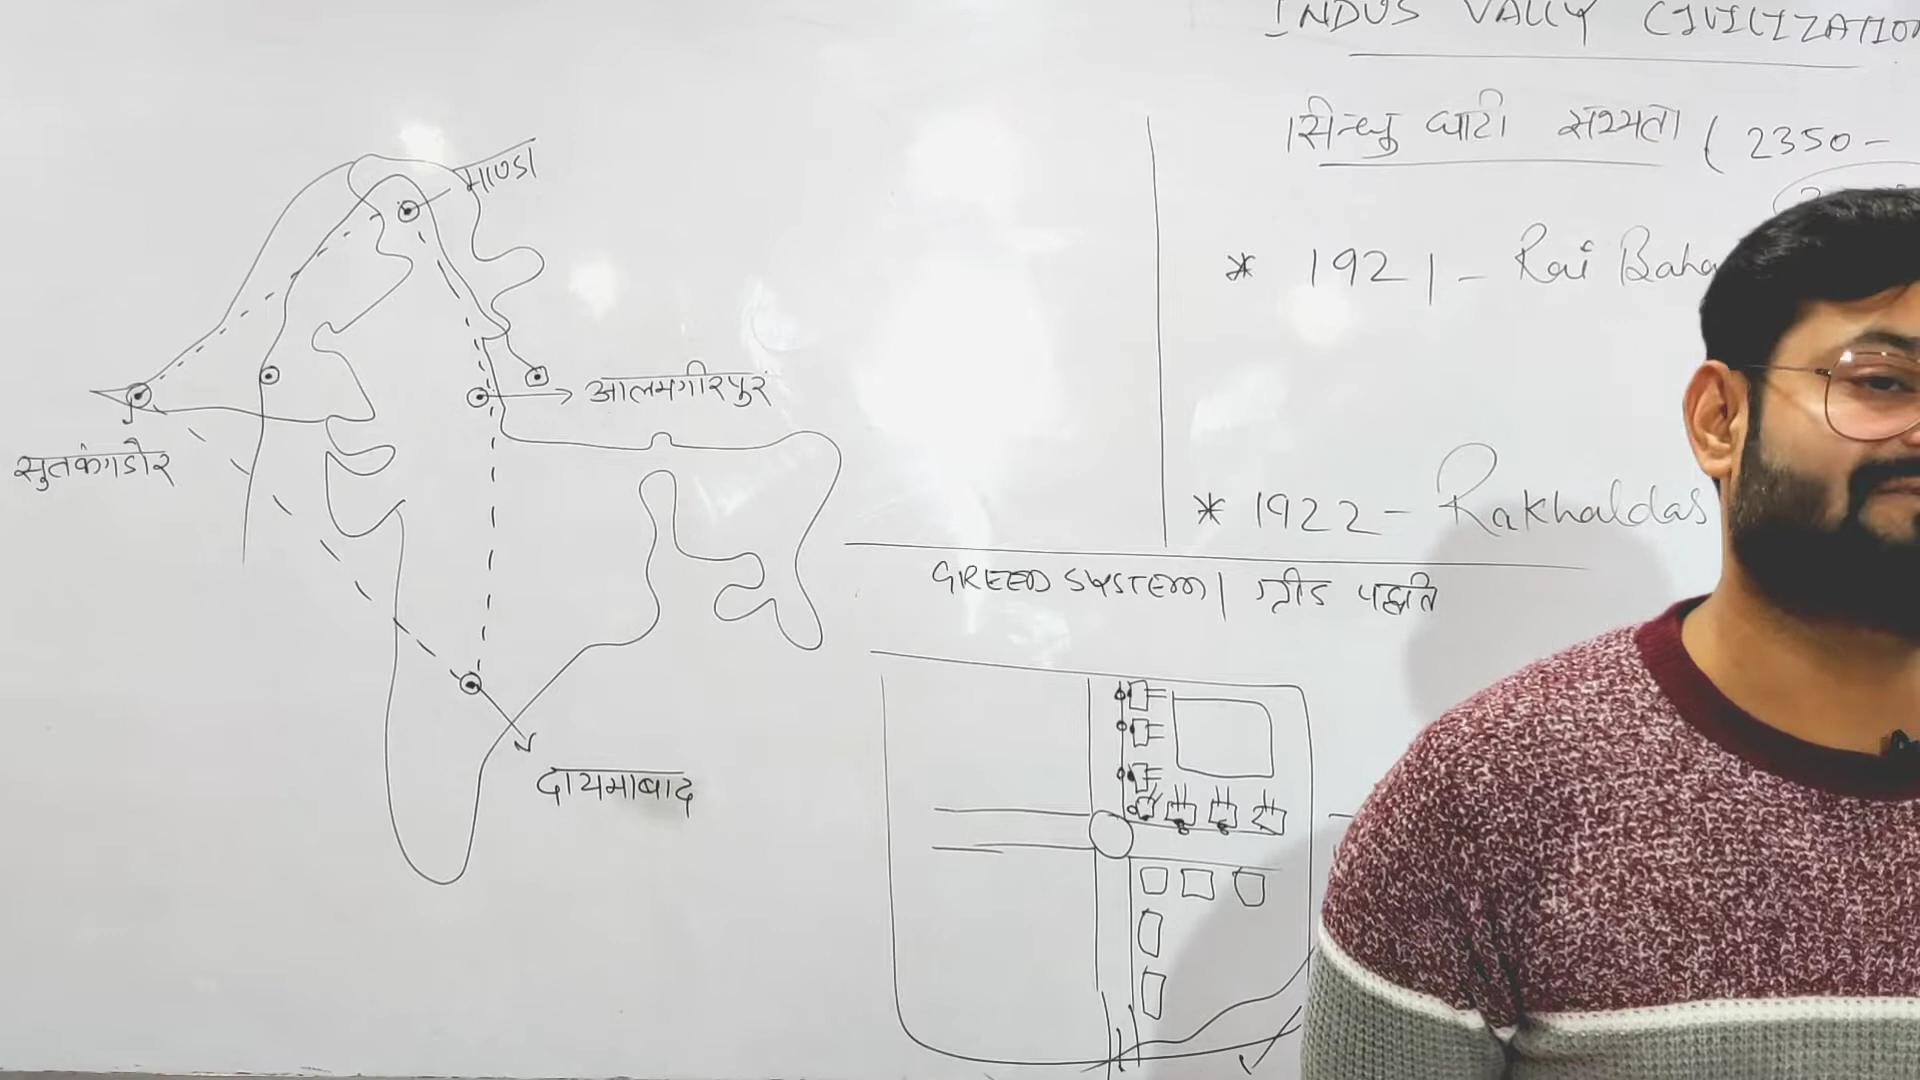 INDUS VALLY CIVILIZATION
सिन्धु घाटी सभ्यता ( 2350 -
* 1921 - Rai Baha
* 1922 - Rakhaldas
माण्डा
आलमगीरपुर
सुतकंगडोर
दायमाबाद
GREED SYSTEM / ग्रीड पद्धति